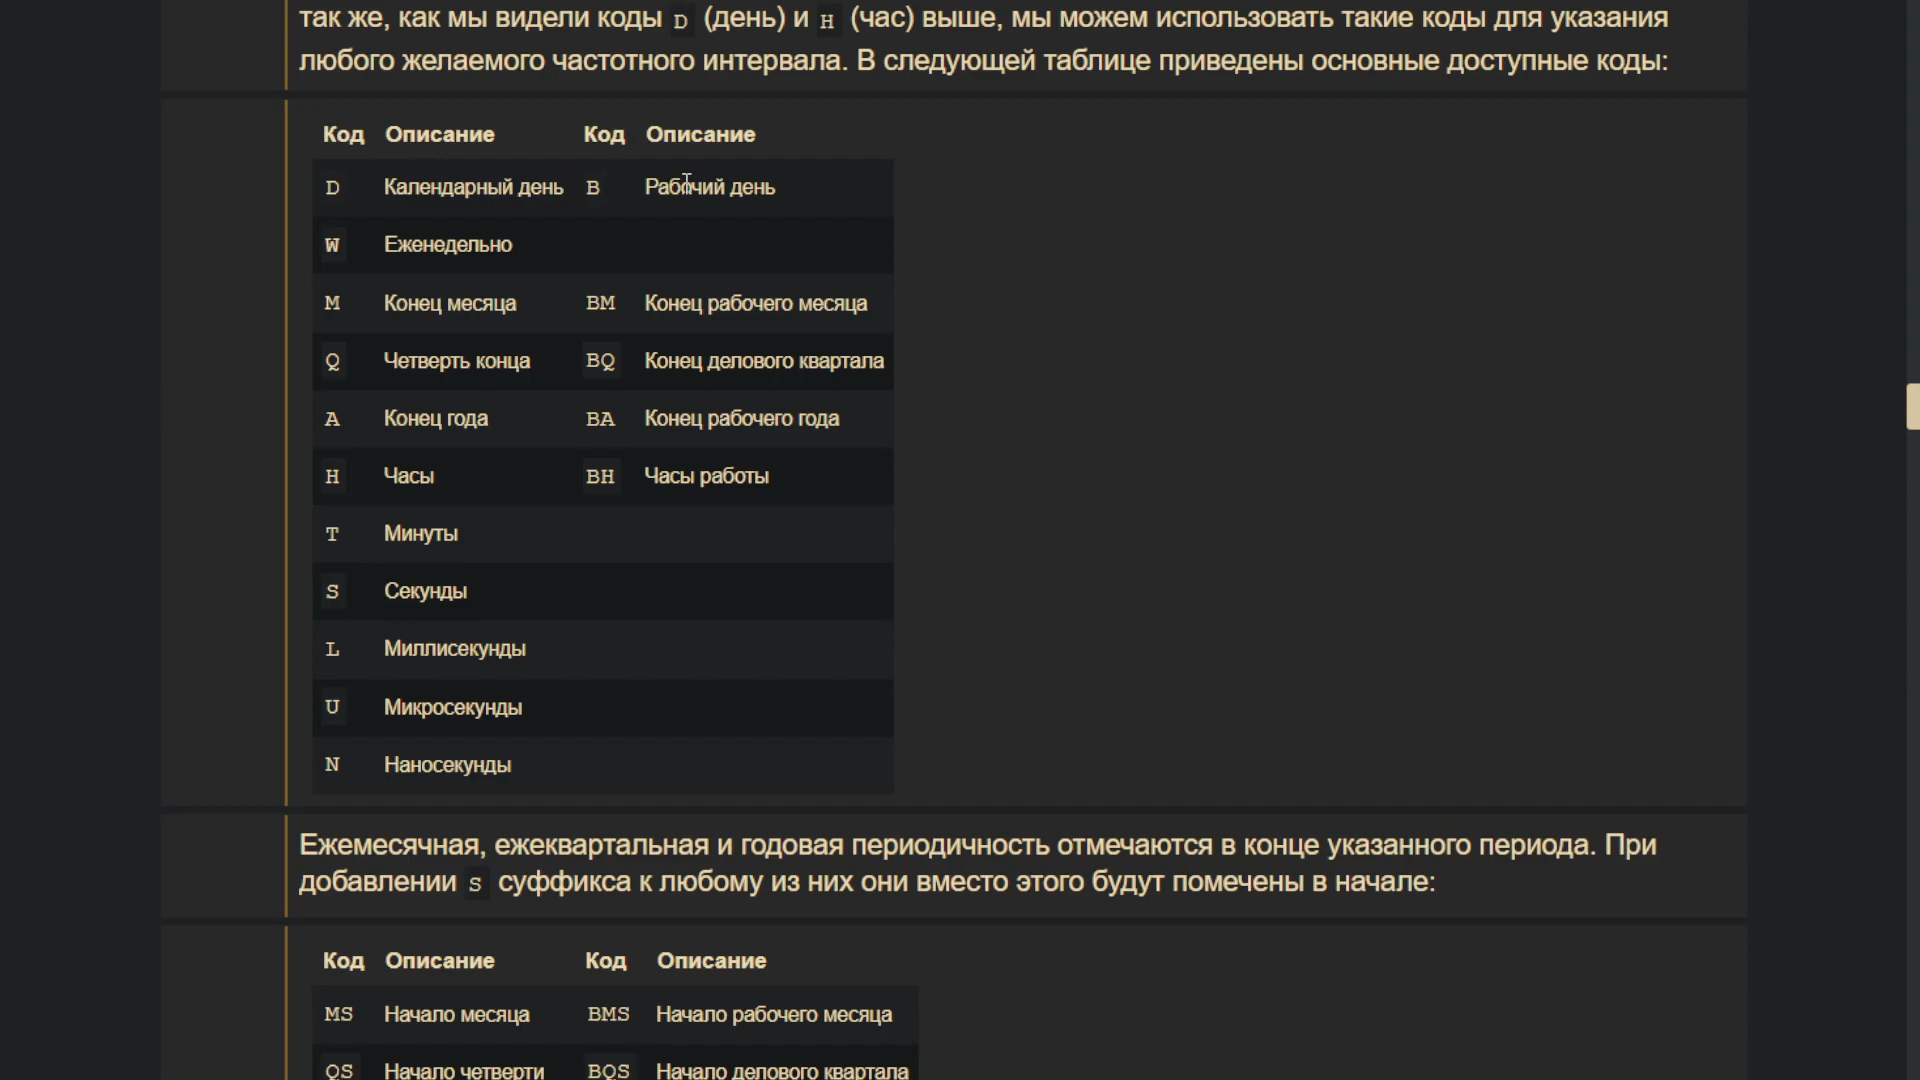 так же, как мы видели коды D (день) и H (час) выше, мы можем использовать такие коды для указания
любого желаемого частотного интервала. В следующей таблице приведены основные доступные коды:
Код Описание Код Описание
D Календарный день B Рабочий день
W Еженедельно
M Конец месяца BM Конец рабочего месяца
Q Четверть конца BQ Конец делового квартала
A Конец года BA Конец рабочего года
H Часы BH Часы работы
T Минуты
S Секунды
L Миллисекунды
U Микросекунды
N Наносекунды
Ежемесячная, ежеквартальная и годовая периодичность отмечаются в конце указанного периода. При
добавлении S суффикса к любому из них они вместо этого будут помечены в начале:
Код Описание Код Описание
MS Начало месяца BMS Начало рабочего месяца
QS Начало четверти BQS Начало делового квартала